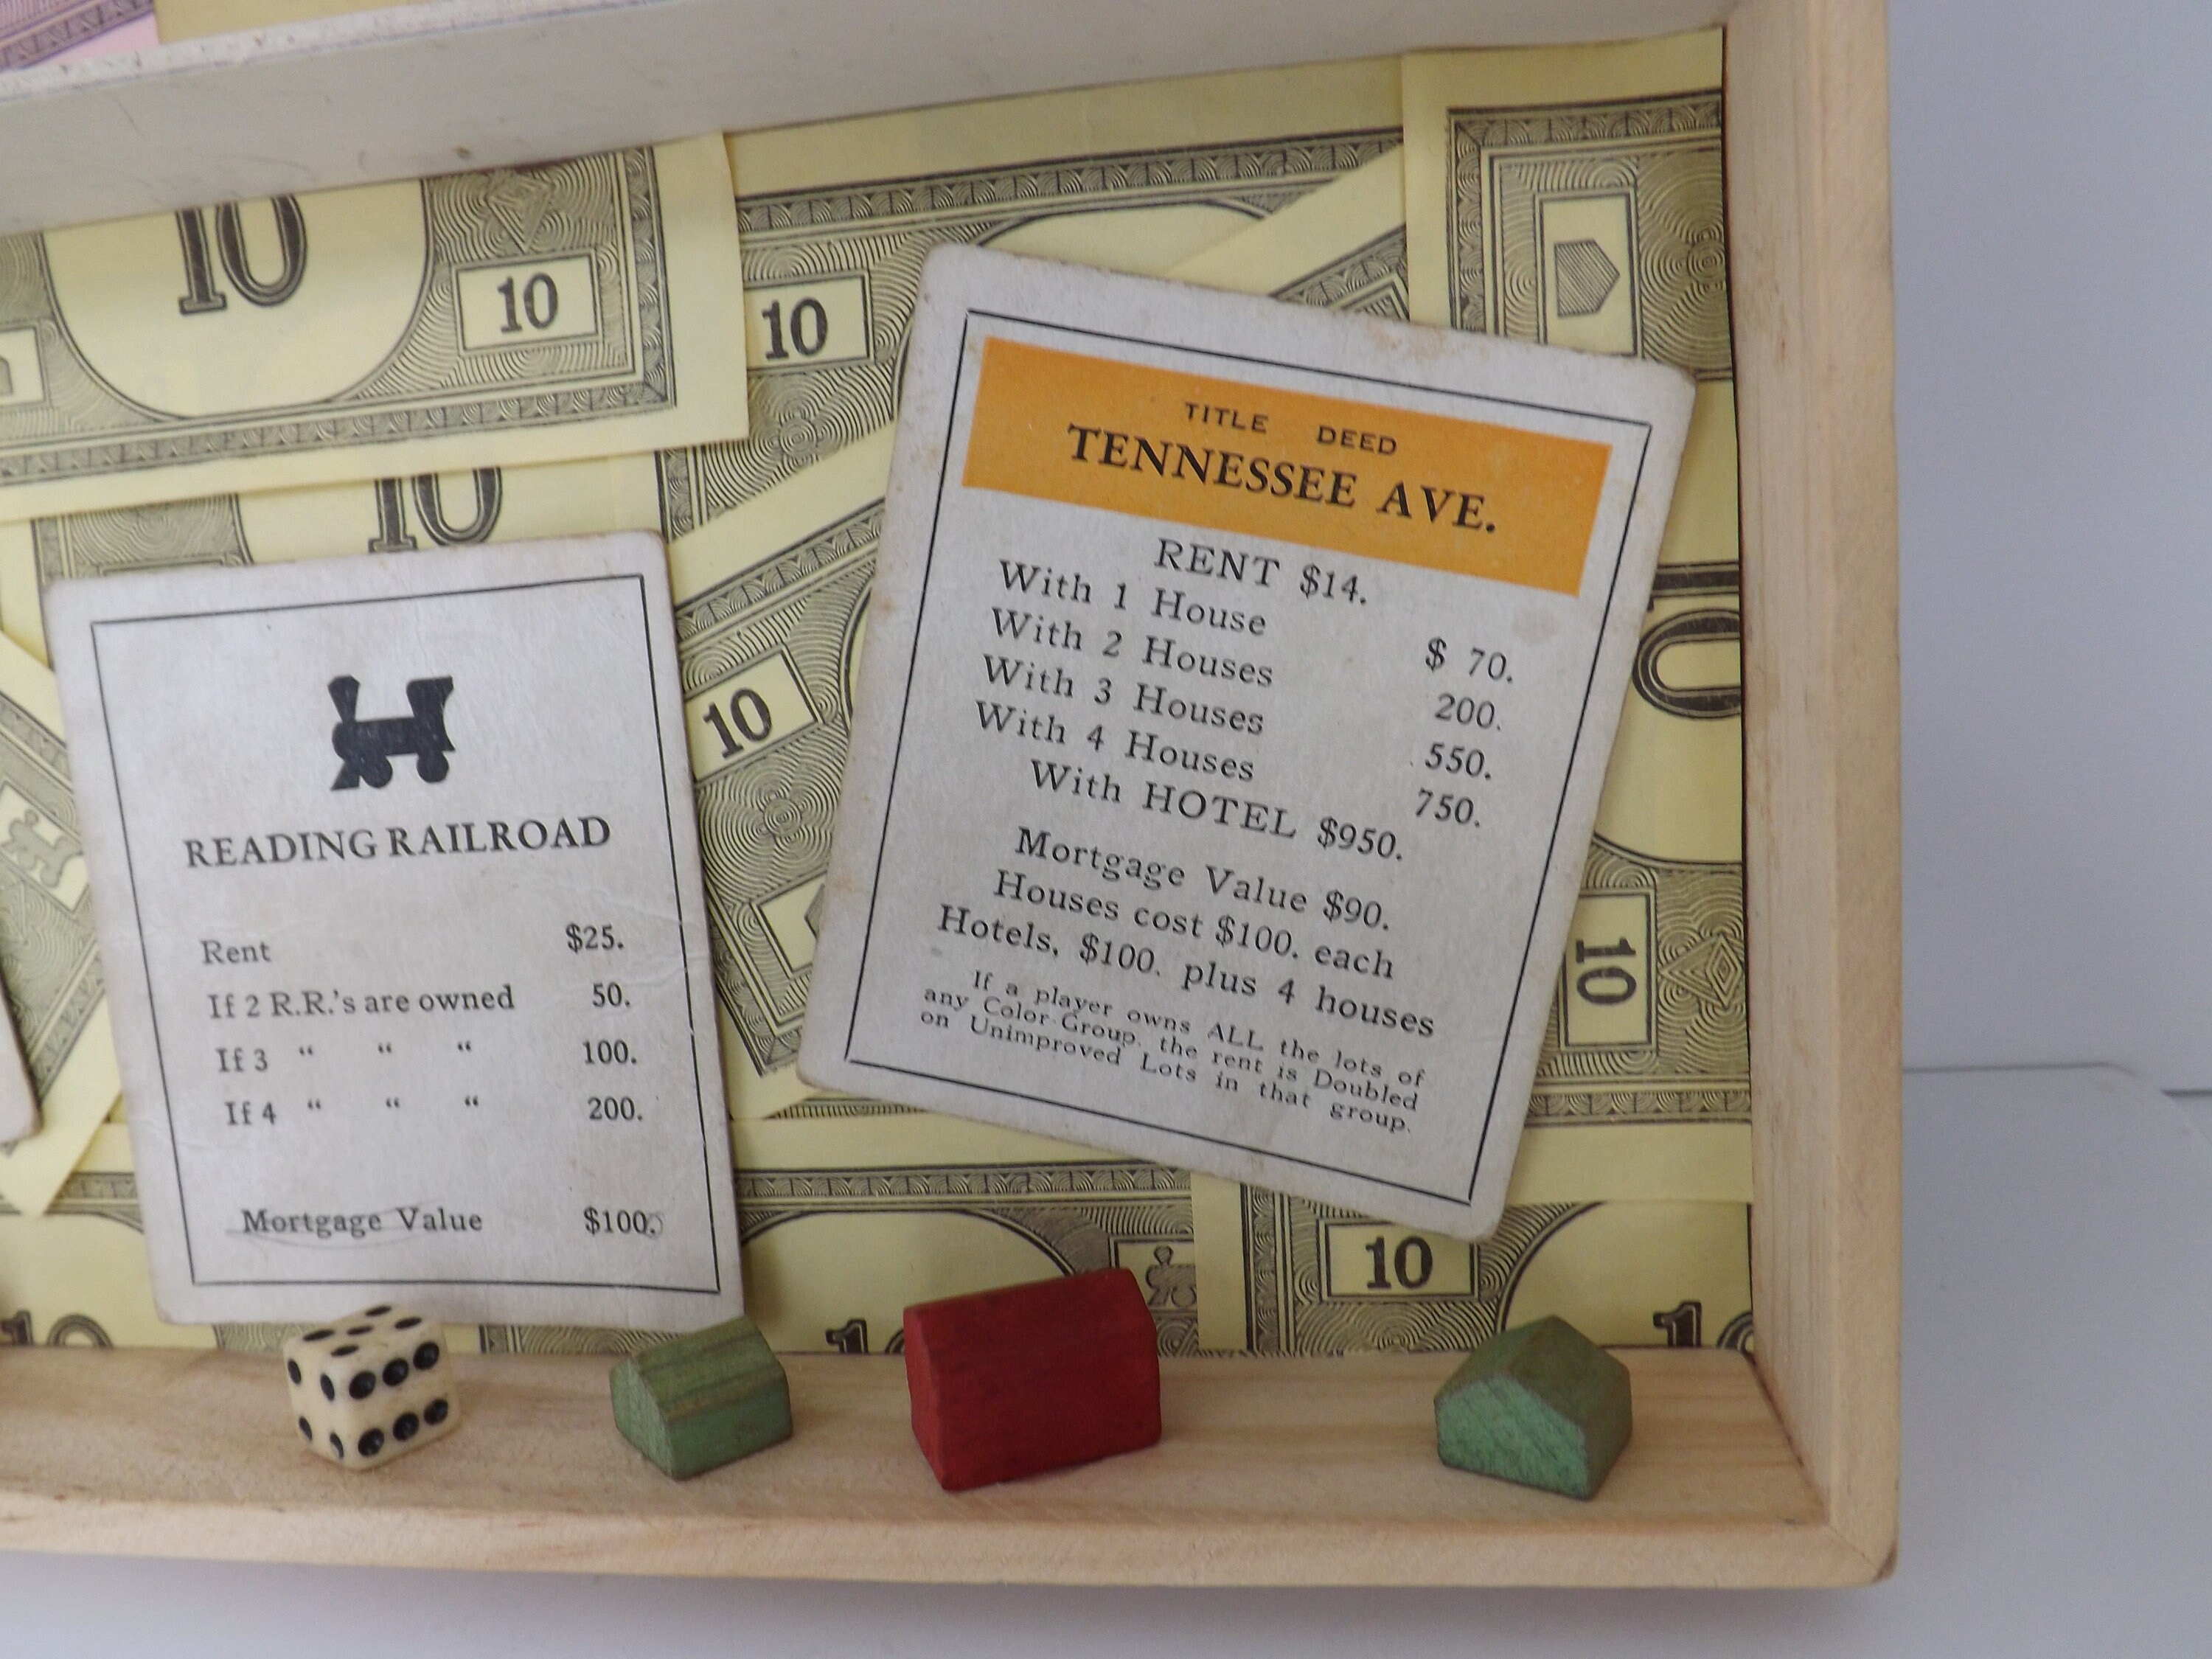 10
10
10
10
10
TITLE DEED
TENNESSEE AVE.
RENT $14.
With 1 House $ 70.
With 2 Houses 200.
With 3 Houses 550.
With 4 Houses 750.
With HOTEL $950.
Mortgage Value $90.
Houses cost $100. each
Hotels, $100. plus 4 houses
If a player owns ALL the lots of
any Color-Group, the rent is Doubled
on Unimproved Lots in that group.
READING RAILROAD
Rent $25.
If 2 R.R.'s are owned 50.
If 3 “ “ “ 100.
If 4 “ “ “ 200.
Mortgage Value $100.
10
10
10